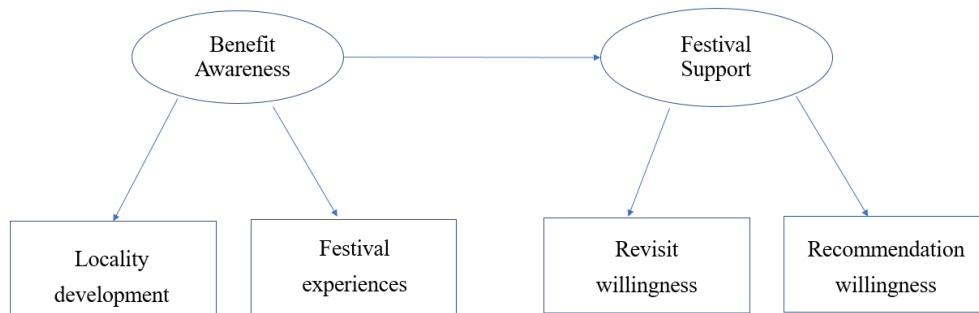 Benefit
Awareness
Festival
Support
Locality
development
Festival
experiences
Revisit
willingness
Recommendation
willingness